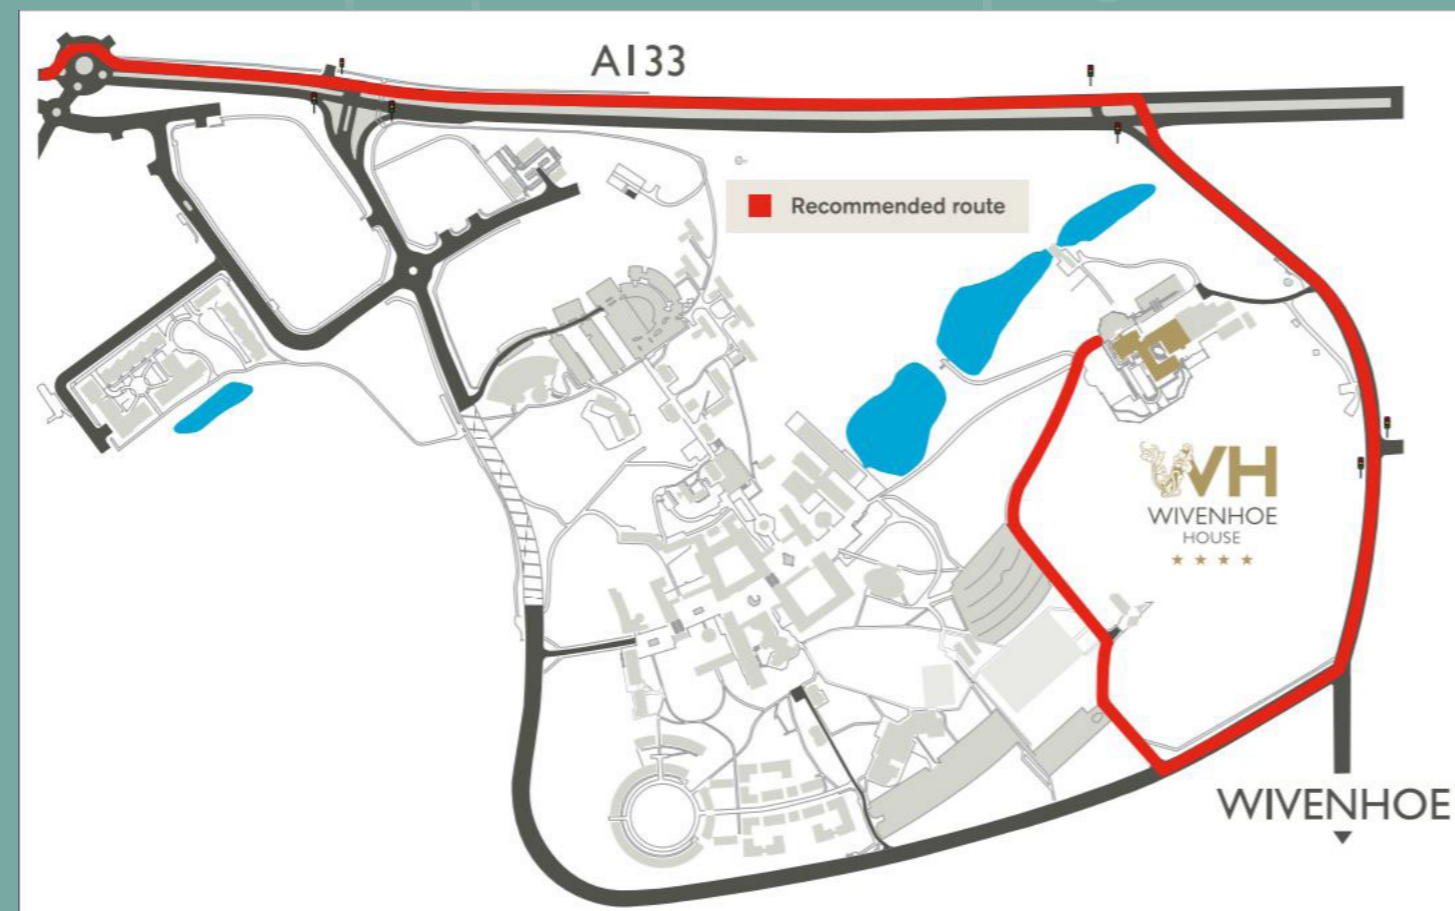 A133
Recommended route
WH
WIVENHOE
HOUSE
★ ★ ★ ★
WIVENHOE